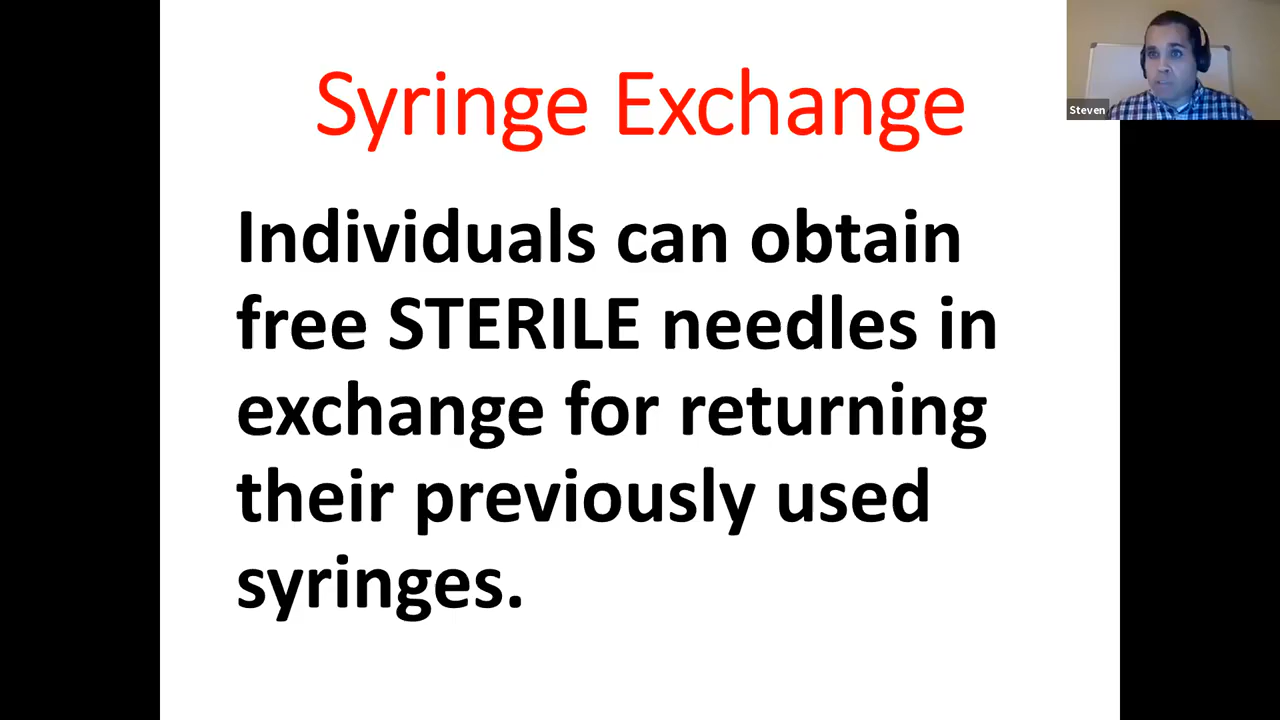 Syringe Exchange
Individuals can obtain
free STERILE needles in
exchange for returning
their previously used
syringes.
Steven